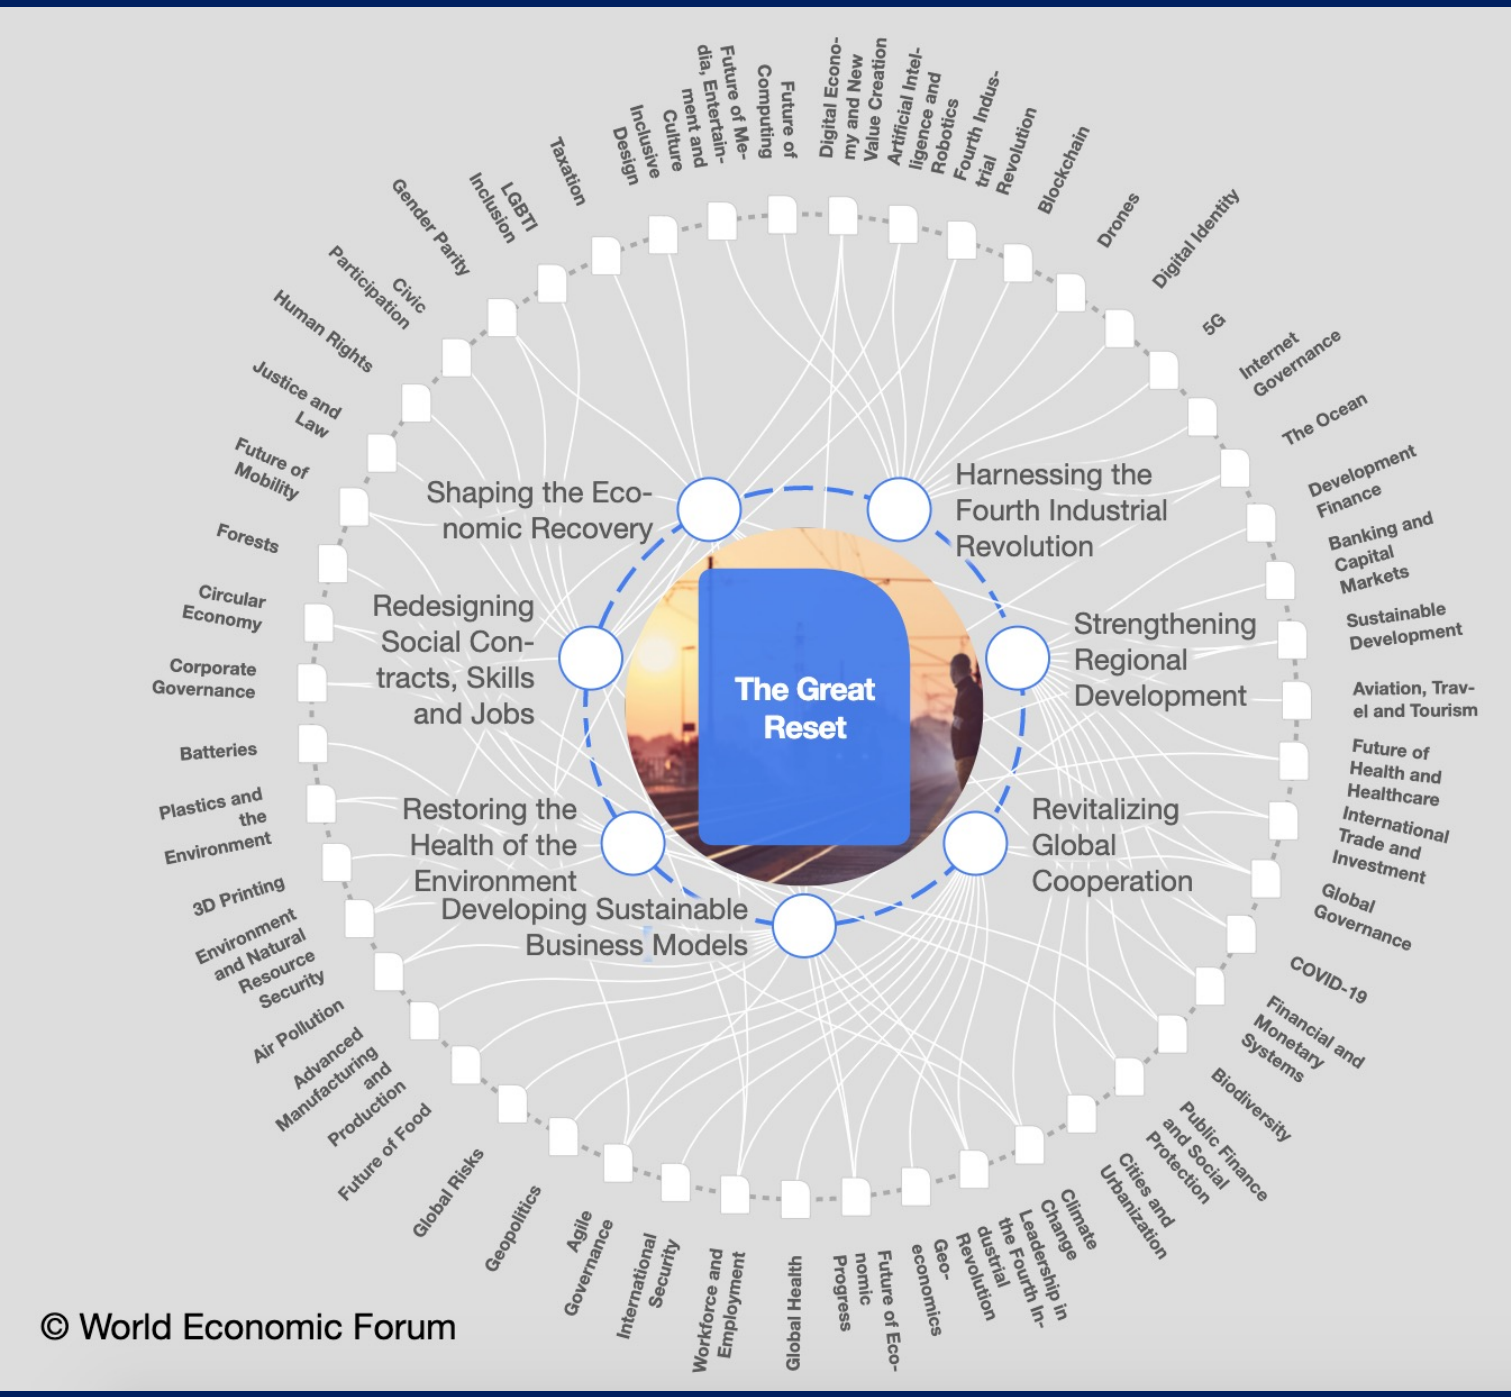 The Great
Reset
Shaping the Eco-
nomic Recovery
Harnessing the
Fourth Industrial
Revolution
Strengthening
Regional
Development
Revitalizing
Global
Cooperation
Developing Sustainable
Business Models
Restoring the
Health of the
Environment
Redesigning
Social Con-
tracts, Skills
and Jobs
Digital Econo-
my and New
Value Creation
Artificial Intel-
ligence and
Robotics
Fourth Indus-
trial
Revolution
Blockchain
Drones
Digital Identity
5G
Internet
Governance
The Ocean
Development
Finance
Banking and
Capital
Markets
Sustainable
Development
Aviation, Trav-
el and Tourism
Future of
Health and
Healthcare
International
Trade and
Investment
Global
Governance
COVID-19
Financial and
Monetary
Systems
Biodiversity
Public Finance
and Social
Protection
Cities and
Urbanization
Climate
Change
Leadership in
the Fourth In-
dustrial
Revolution
Geo-
economics
Future of Eco-
nomic
Progress
Global Health
Workforce and
Employment
International
Security
Agile
Governance
Geopolitics
Global Risks
Future of Food
Advanced
Manufacturing
and
Production
Air Pollution
Environment
and Natural
Resource
Security
3D Printing
Plastics and
the
Environment
Batteries
Corporate
Governance
Circular
Economy
Forests
Future of
Mobility
Justice and
Law
Human Rights
Civic
Participation
Gender Parity
LGBTI
Inclusion
Taxation
Inclusive
Design
Future of Me-
dia, Entertain-
ment and
Culture
Future of
Computing
© World Economic Forum